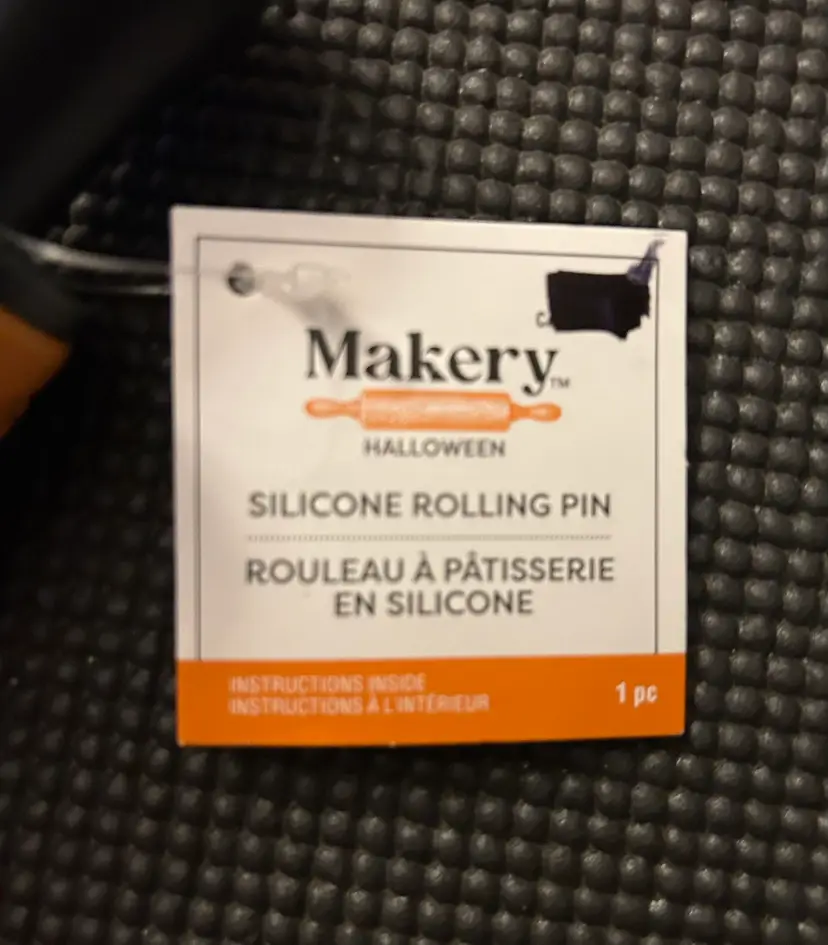 Makery™
HALLOWEEN
SILICONE ROLLING PIN
ROULEAU À PÂTISSERIE
EN SILICONE
INSTRUCTIONS INSIDE
INSTRUCTIONS À L'INTÉRIEUR
1 pc